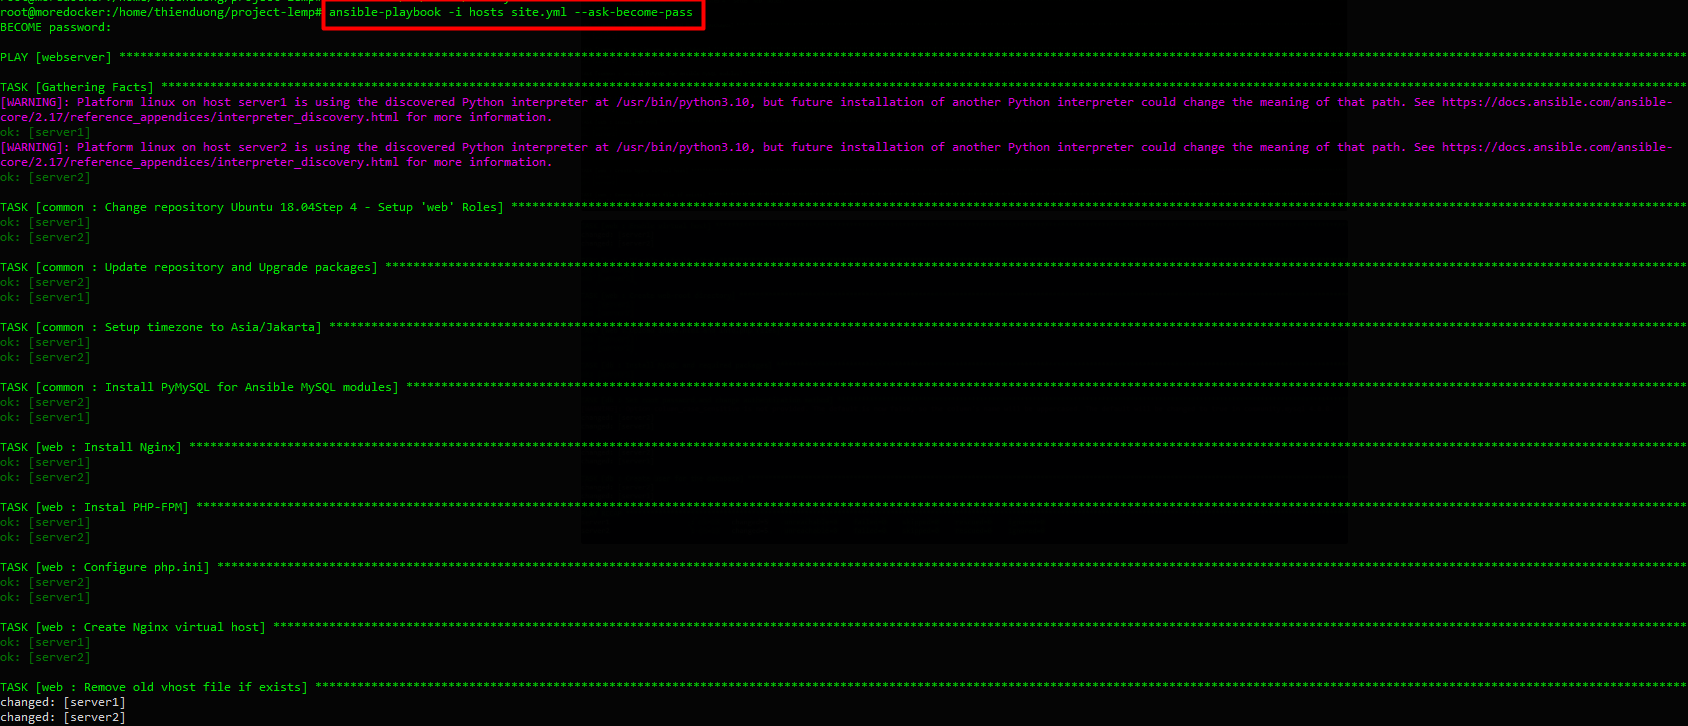 root@moredocker:/home/thienduong/project-lemp#
root@moredocker:/home/thienduong/project-lemp# ansible-playbook -i hosts site.yml --ask-become-pass
BECOME password:
PLAY [webserver] ****************************************************************************************************************************************************************************************************************************
TASK [Gathering Facts] **********************************************************************************************************************************************************************************************************************
[WARNING]: Platform linux on host server1 is using the discovered Python interpreter at /usr/bin/python3.10, but future installation of another Python interpreter could change the meaning of that path. See https://docs.ansible.com/ansible-
core/2.17/reference_appendices/interpreter_discovery.html for more information.
ok: [server1]
[WARNING]: Platform linux on host server2 is using the discovered Python interpreter at /usr/bin/python3.10, but future installation of another Python interpreter could change the meaning of that path. See https://docs.ansible.com/ansible-
core/2.17/reference_appendices/interpreter_discovery.html for more information.
ok: [server2]
TASK [common : Change repository Ubuntu 18.04Step 4 - Setup 'web' Roles] ********************************************************************************************************************************************************************
ok: [server1]
ok: [server2]
TASK [common : Update repository and Upgrade packages] **************************************************************************************************************************************************************************************
ok: [server2]
ok: [server1]
TASK [common : Setup timezone to Asia/Jakarta] **********************************************************************************************************************************************************************************************
ok: [server1]
ok: [server2]
TASK [common : Install PyMySQL for Ansible MySQL modules] ***********************************************************************************************************************************************************************************
ok: [server2]
ok: [server1]
TASK [web : Install Nginx] ******************************************************************************************************************************************************************************************************************
ok: [server1]
ok: [server2]
TASK [web : Instal PHP-FPM] *****************************************************************************************************************************************************************************************************************
ok: [server1]
ok: [server2]
TASK [web : Configure php.ini] **************************************************************************************************************************************************************************************************************
ok: [server2]
ok: [server1]
TASK [web : Create Nginx virtual host] ******************************************************************************************************************************************************************************************************
ok: [server1]
ok: [server2]
TASK [web : Remove old vhost file if exists] ************************************************************************************************************************************************************************************************
changed: [server1]
changed: [server2]